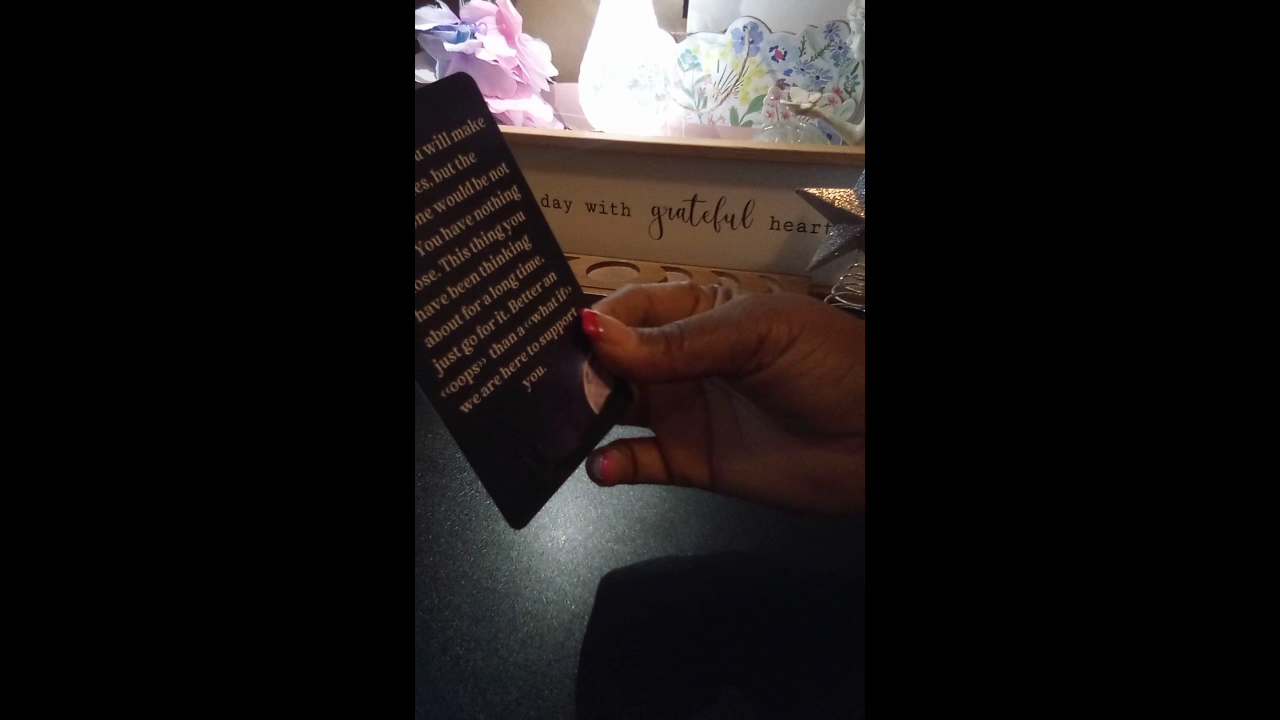 u will make
es, but the
ne would be not
You have nothing
ose. This thing you
have been thinking
about for a long time,
just go for it. Better an
«oops» than a «what if»
we are here to support
you.
day with grateful heart